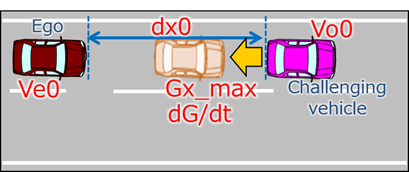 Ego
dx0
Vo0
Ve0
Gx_max
dG/dt
Challenging
vehicle